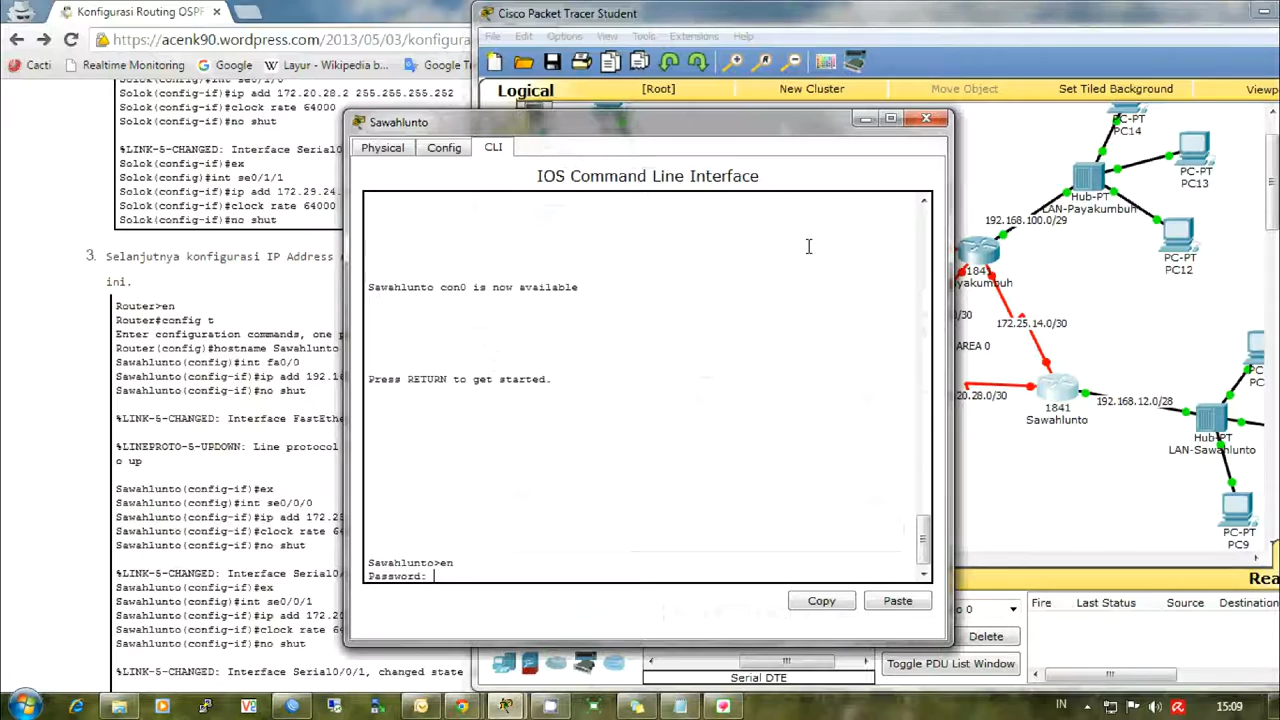 Konfigurasi Routing OSPF
Cisco Packet Tracer Student
https://acenk90.wordpress.com/2013/05/03/konfigura
File Edit Options View Tools Extensions Help
Cacti
Realtime Monitoring
Google
Layur - Wikipedia b...
Google T
Logical
[Root]
New Cluster
Move Object
Set Tiled Background
Viewp
Solok(config-if)#ip add 172.20.28.2 255.255.255.252
Solok(config-if)#clock rate 64000
Solok(config-if)#no shut
%LINK-5-CHANGED: Interface Serial0
Solok(config-if)#ex
Solok(config)#int se0/1/1
Solok(config-if)#ip add 172.29.24.
Solok(config-if)#clock rate 64000
Solok(config-if)#no shut
3. Selanjutnya konfigurasi IP Address
ini.
Router>en
Router#config t
Enter configuration commands, one p
Router(config)#hostname Sawahlunto
Sawahlunto(config)#int fa0/0
Sawahlunto(config-if)#ip add 192.16
Sawahlunto(config-if)#no shut
%LINK-5-CHANGED: Interface FastEthe
%LINEPROTO-5-UPDOWN: Line protocol
o up
Sawahlunto(config-if)#ex
Sawahlunto(config)#int se0/0/0
Sawahlunto(config-if)#ip add 172.25
Sawahlunto(config-if)#clock rate 64
Sawahlunto(config-if)#no shut
%LINK-5-CHANGED: Interface Serial0/
Sawahlunto(config-if)#ex
Sawahlunto(config)#int se0/0/1
Sawahlunto(config-if)#ip add 172.2
Sawahlunto(config-if)#clock rate 6
Sawahlunto(config-if)#no shut
%LINK-5-CHANGED: Interface Serial0/0/1, changed state
Sawahlunto
Physical
Config
CLI
IOS Command Line Interface
Sawahlunto con0 is now available
Press RETURN to get started.
Sawahlunto>en
Password:
Copy
Paste
PC14
PC-PT
PC13
Hub-PT
LAN-Payakumbuh
192.168.100.0/29
PC-PT
PC12
1841
yakumbuh
/30
172.25.14.0/30
AREA 0
20.28.0/30
1841
Sawahlunto
192.168.12.0/28
PC
Hub-PT
LAN-Sawahlunto
PC-PT
PC9
Rea
o 0
Fire
Last Status
Source
Destination
Delete
Toggle PDU List Window
Serial DTE
IN
15:09